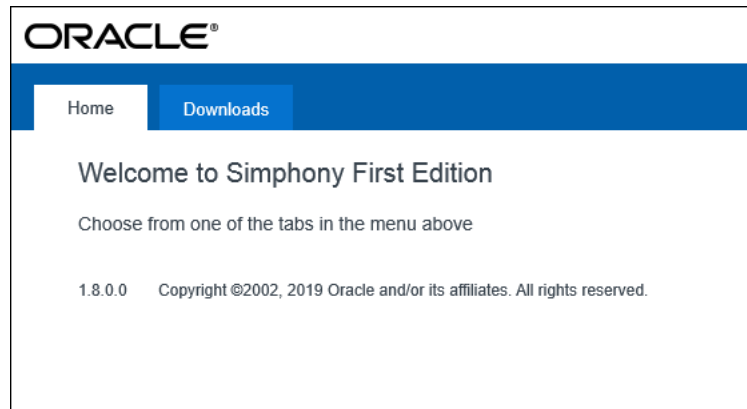 ORACLE®
Home Downloads
Welcome to Simphony First Edition
Choose from one of the tabs in the menu above
1.8.0.0 Copyright ©2002, 2019 Oracle and/or its affiliates. All rights reserved.